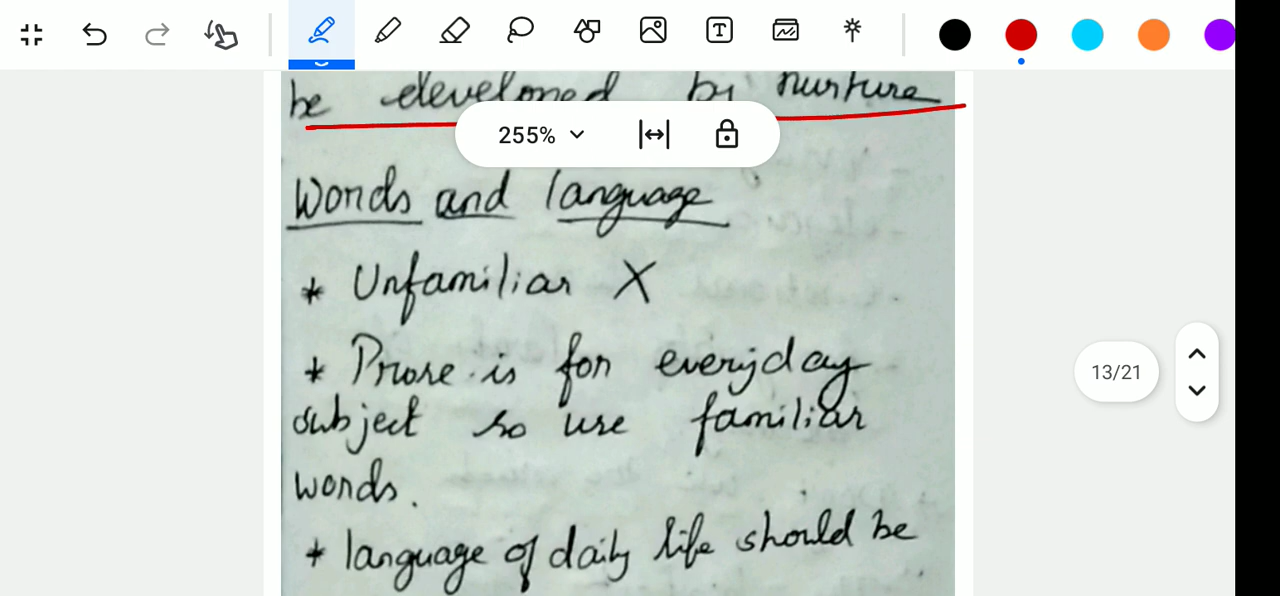 be developed by nurture
255%
Words and language
* Unfamiliar X
* Prose is for everyday
subject so use familiar
words.
13/21
* language of daily life should be